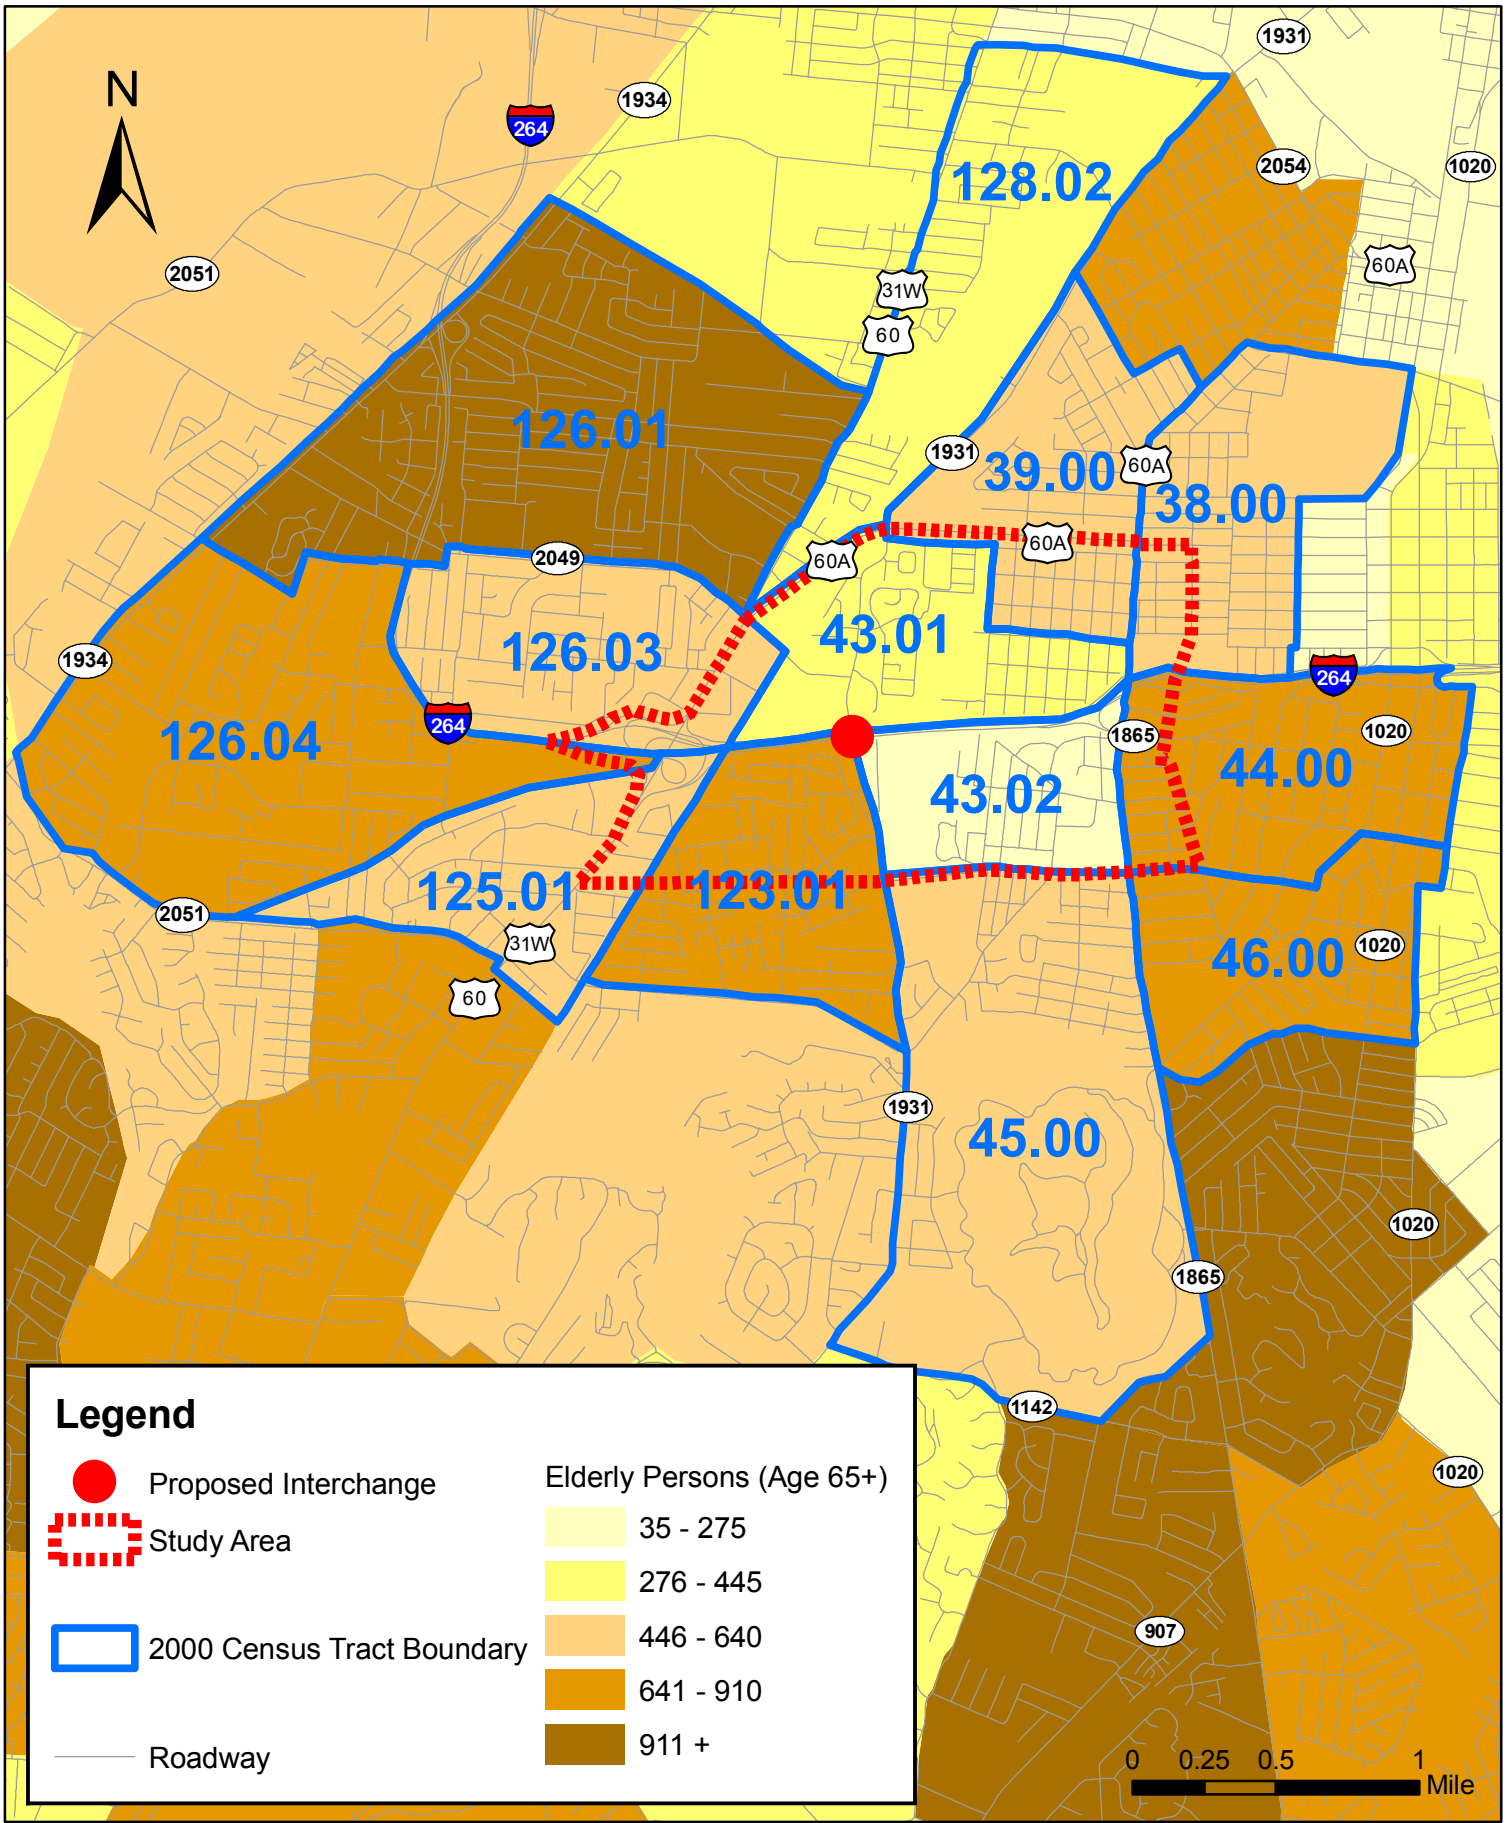 1931
N
1934
264
2054
1020
128.02
60A
2051
31W
60
126.01
1931
39.00
60A
38.00
60A
60A
2049
43.01
126.03
1934
264
264
1865
1020
126.04
44.00
43.02
125.01
123.01
2051
31W
1020
46.00
60
1931
45.00
1020
1865
1142
1020
907
Legend
Proposed Interchange
Study Area
2000 Census Tract Boundary
Roadway
Elderly Persons (Age 65+)
35 - 275
276 - 445
446 - 640
641 - 910
911 +
0 0.25 0.5 1
Mile